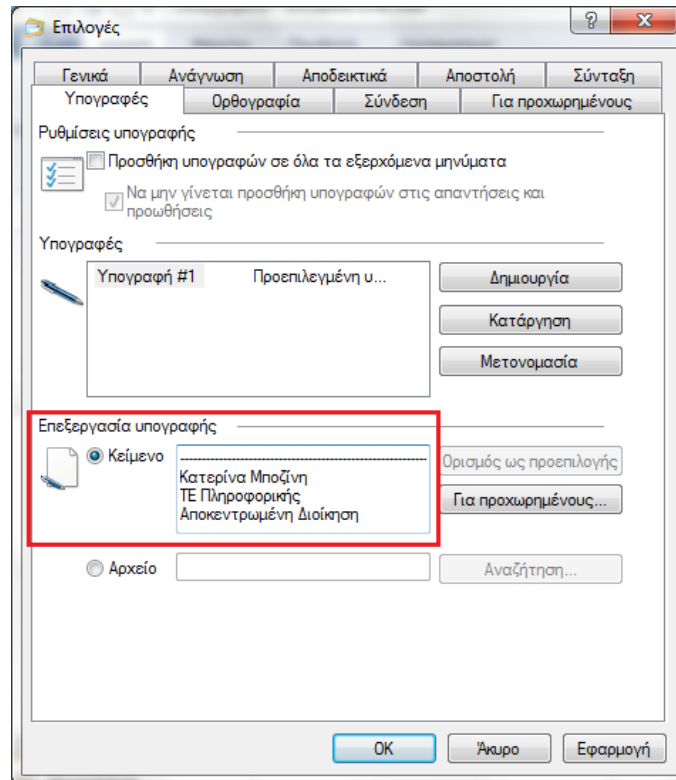 Επιλογές
Γενικά Ανάγνωση Αποδεικτικά Αποστολή Σύνταξη
Υπογραφές Ορθογραφία Σύνδεση Για προχωρημένους
Ρυθμίσεις υπογραφής
Προσθήκη υπογραφών σε όλα τα εξερχόμενα μηνύματα
Να μην γίνεται προσθήκη υπογραφών στις απαντήσεις και
προωθήσεις
Υπογραφές
Υπογραφή #1 Προεπιλεγμένη υ...
Δημιουργία
Κατάργηση
Μετονομασία
Επεξεργασία υπογραφής
Κείμενο
Κατερίνα Μποζίνη
ΤΕ Πληροφορικής
Αποκεντρωμένη Διοίκηση
Ορισμός ως προεπιλογής
Για προχωρημένους...
Αρχείο
Αναζήτηση...
OK Άκυρο Εφαρμογή